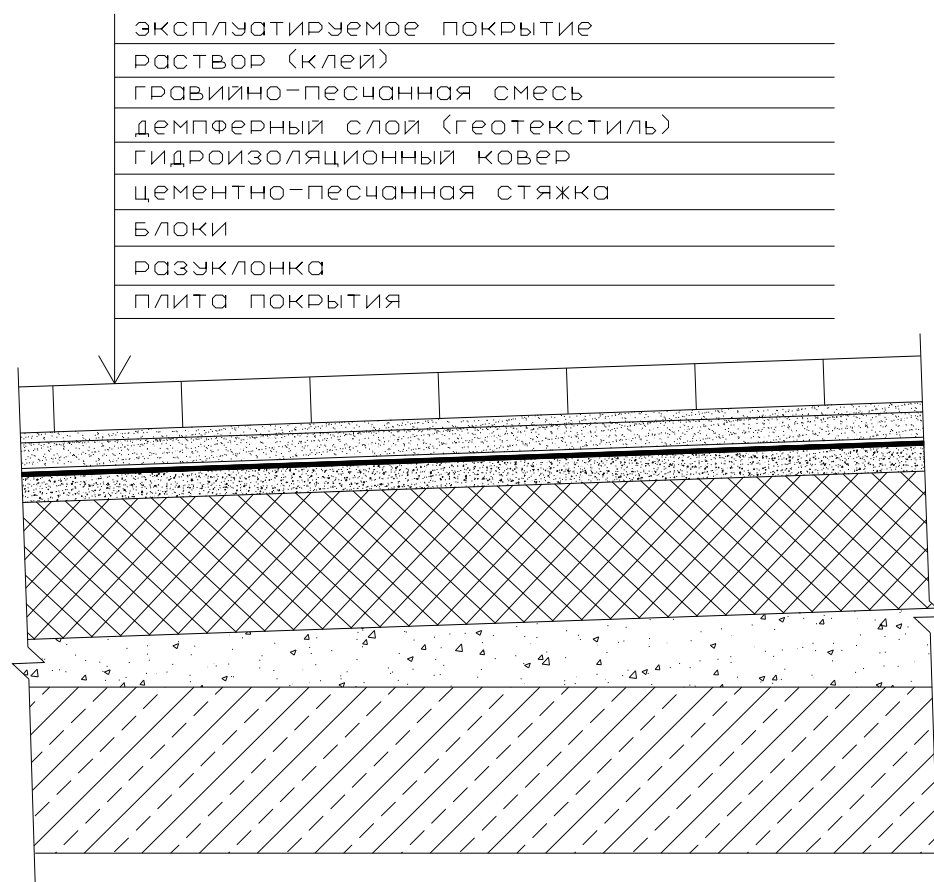 эксплуатируемое покрытие
раствор (клей)
гравийно-песчанная смесь
демпферный слой (геотекстиль)
гидроизоляционный ковер
цементно-песчанная стяжка
Блоки
разуклонка
плита покрытия